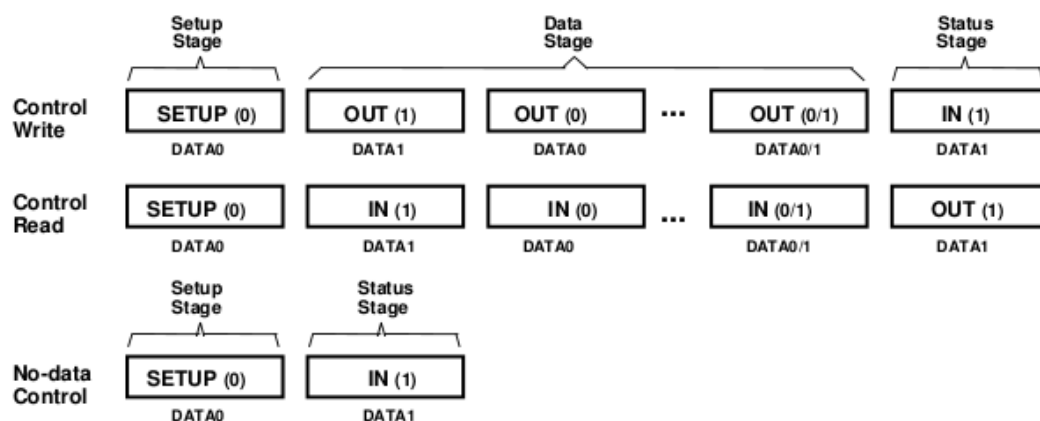 Setup
Stage
Data
Stage
Status
Stage
Control
Write
SETUP (0)
OUT (1)
OUT (0)
...
OUT (0/1)
IN (1)
DATA0
DATA1
DATA0
DATA0/1
DATA1
Control
Read
SETUP (0)
IN (1)
IN (0)
...
IN (0/1)
OUT (1)
DATA0
DATA1
DATA0
DATA0/1
DATA1
Setup
Stage
Status
Stage
No-data
Control
SETUP (0)
IN (1)
DATA0
DATA1